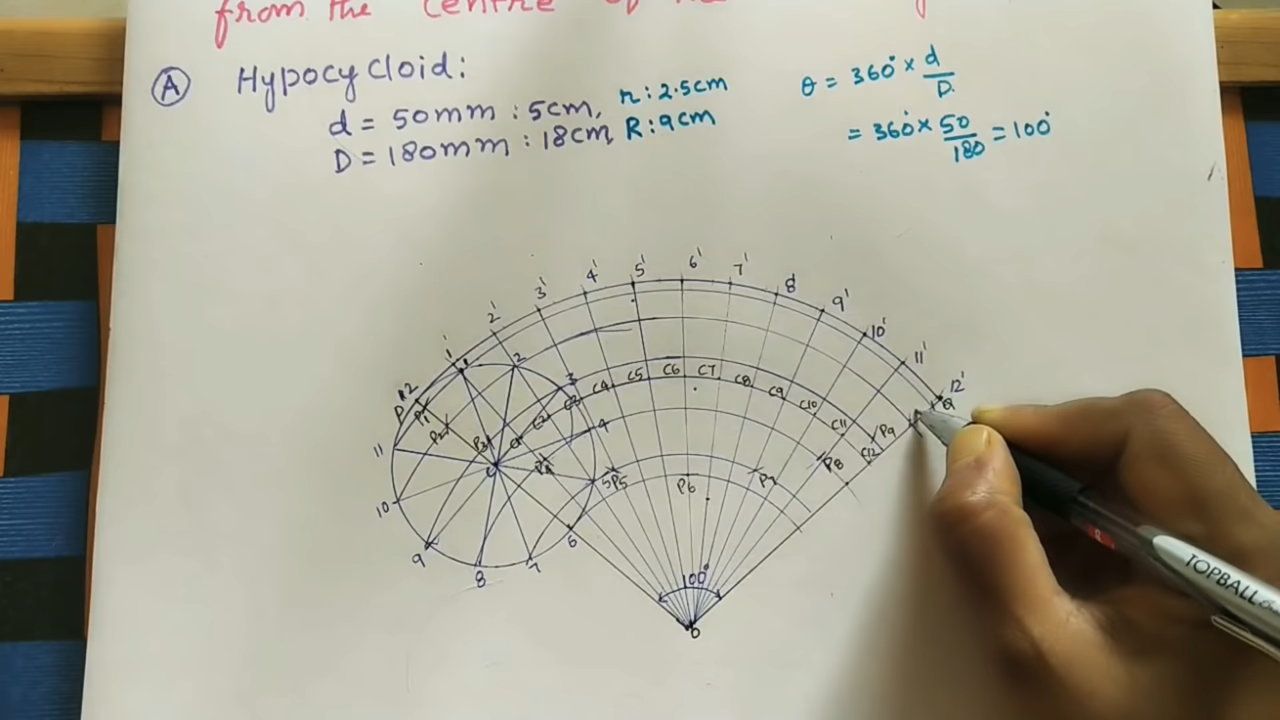 from the centre of
Ⓐ Hypocycloid:
d = 50mm : 5cm, r : 2.5cm
D = 180mm : 18cm R : 9cm
θ = 360° × d/D
= 360° × 50/180 = 100°
1' 2' 3' 4' 5' 6' 7' 8' 9' 10' 11' 12'
P 12 1 2 3 4 5 6 7 8 9 10 11
C C1 C2 C3 C4 C5 C6 C7 C8 C9 C10 C11 C12
P1 P2 P3 P4 P5 P6 P7 P8 P9
Q
100°
O
TOPBALL